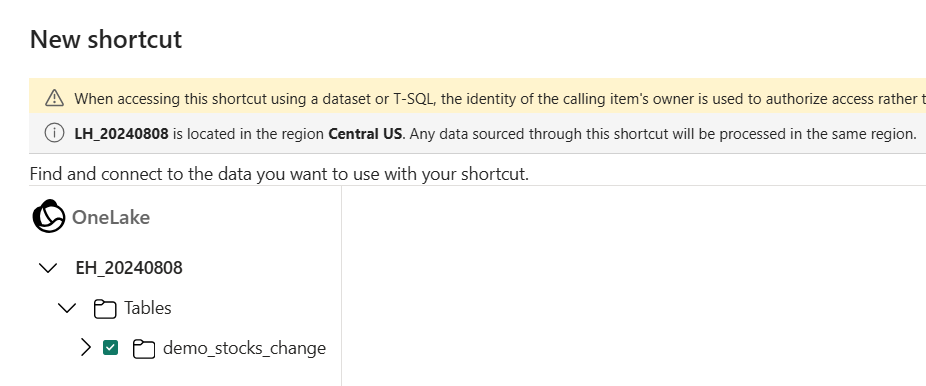 New shortcut
When accessing this shortcut using a dataset or T-SQL, the identity of the calling item's owner is used to authorize access rather t
LH_20240808 is located in the region Central US. Any data sourced through this shortcut will be processed in the same region.
Find and connect to the data you want to use with your shortcut.
OneLake
EH_20240808
Tables
demo_stocks_change